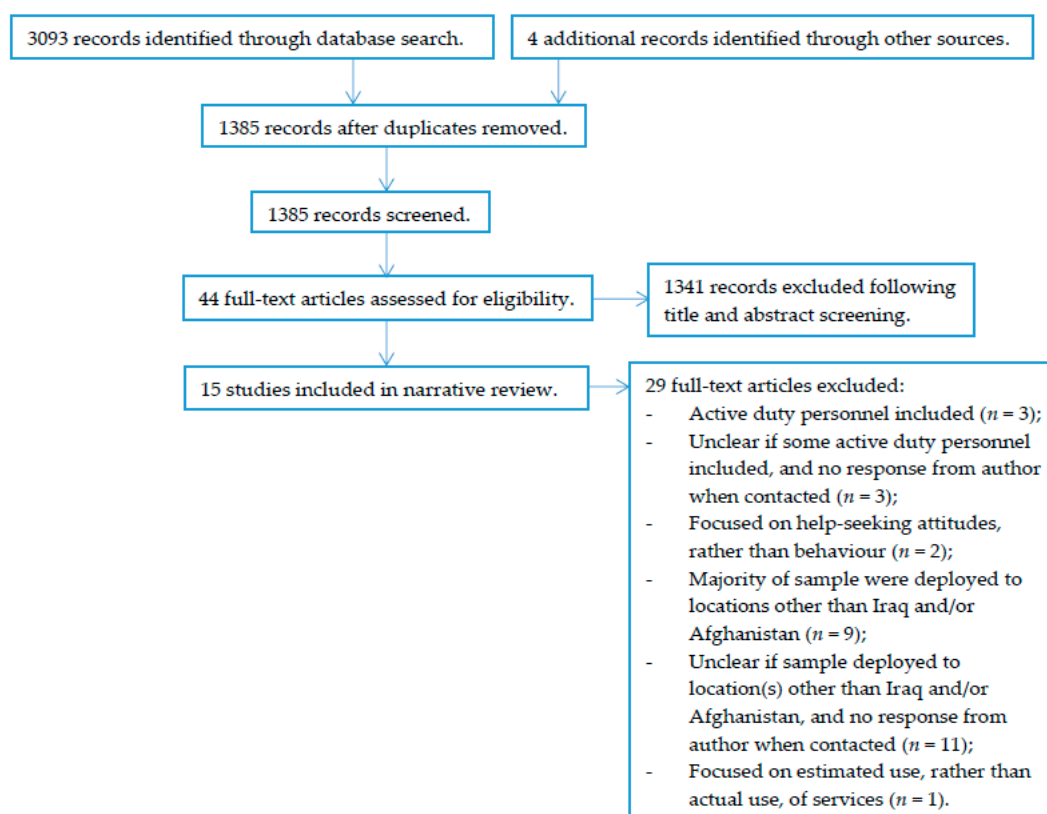 3093 records identified through database search.
4 additional records identified through other sources.
1385 records after duplicates removed.
1385 records screened.
44 full-text articles assessed for eligibility.
1341 records excluded following
title and abstract screening.
15 studies included in narrative review.
29 full-text articles excluded:
- Active duty personnel included (n = 3);
- Unclear if some active duty personnel
included, and no response from author
when contacted (n = 3);
- Focused on help-seeking attitudes,
rather than behaviour (n = 2);
- Majority of sample were deployed to
locations other than Iraq and/or
Afghanistan (n = 9);
- Unclear if sample deployed to
location(s) other than Iraq and/or
Afghanistan, and no response from
author when contacted (n = 11);
- Focused on estimated use, rather than
actual use, of services (n = 1).